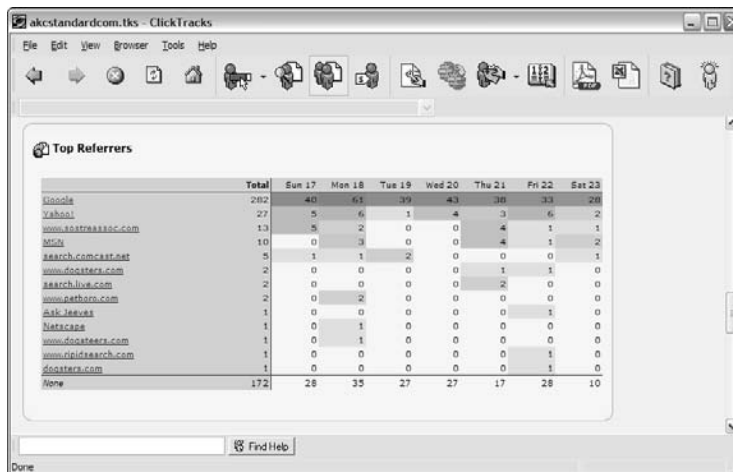 akcstandardcom.tks - ClickTracks
File Edit View Browser Tools Help
Top Referrers
Total Sun 17 Mon 18 Tue 19 Wed 20 Thu 21 Fri 22 Sat 23
Google 282 40 61 39 43 38 33 28
Yahoo! 27 5 6 1 4 3 6 2
www.sostreassoc.com 13 5 2 0 0 4 1 1
MSN 10 0 3 0 0 4 1 2
search.comcast.net 5 1 1 2 0 0 0 1
www.dogsters.com 2 0 0 0 0 1 1 0
search.live.com 2 0 0 0 0 2 0 0
www.petboro.com 2 0 2 0 0 0 0 0
Ask Jeeves 1 0 0 0 0 0 1 0
Netscape 1 0 1 0 0 0 0 0
www.dogsteers.com 1 0 1 0 0 0 0 0
www.ripidsearch.com 1 0 0 0 0 0 1 0
dogsters.com 1 0 0 0 0 0 1 0
None 172 28 35 27 27 17 28 10
Find Help
Done